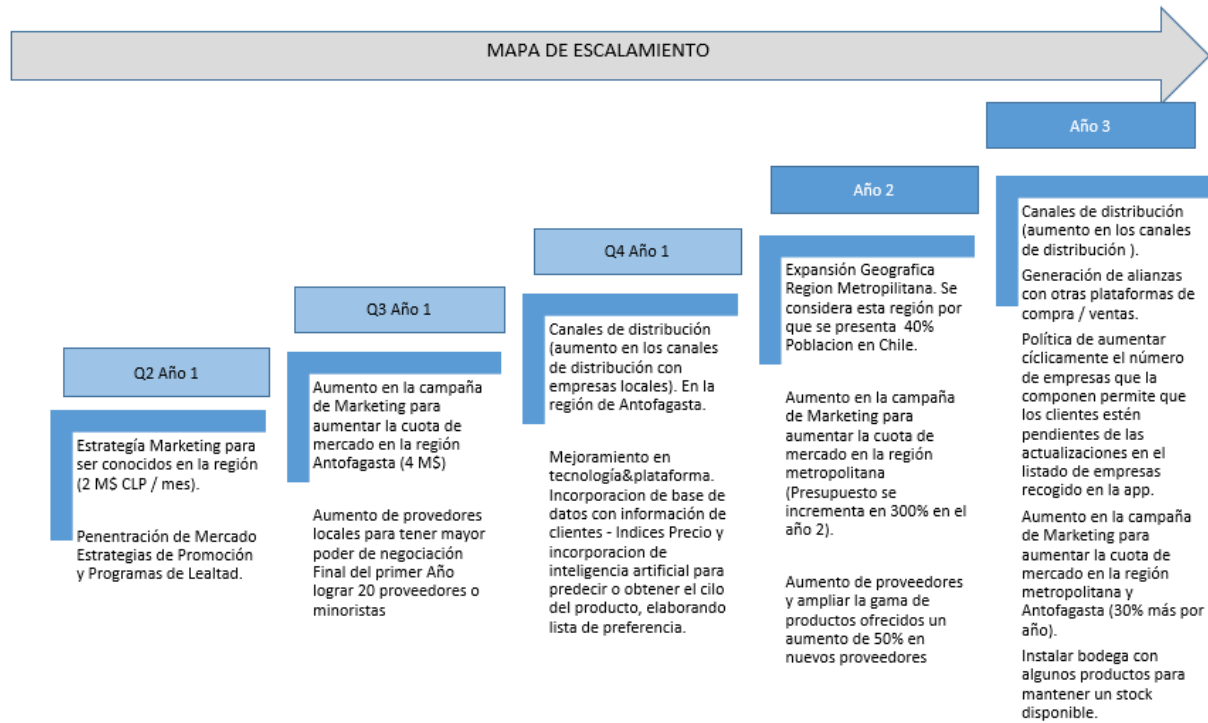 MAPA DE ESCALAMIENTO
Q2 Año 1
Estrategía Marketing para
ser conocidos en la región
(2 M$ CLP / mes).
Penentración de Mercado
Estrategias de Promoción
y Programas de Lealtad.
Q3 Año 1
Aumento en la campaña
de Marketing para
aumentar la cuota de
mercado en la región
Antofagasta (4 M$)
Aumento de provedores
locales para tener mayor
poder de negociación
Final del primer Año
lograr 20 proveedores o
minoristas
Q4 Año 1
Canales de distribución
(aumento en los canales
de distribución con
empresas locales). En la
región de Antofagasta.
Mejoramiento en
tecnología&plataforma.
Incorporacion de base de
datos con información de
clientes - Indices Precio y
incorporacion de
inteligencia artificial para
predecir o obtener el cilo
del producto, elaborando
lista de preferencia.
Año 2
Expansión Geografica
Region Metropilitana. Se
considera esta región por
que se presenta 40%
Poblacion en Chile.
Aumento en la campaña
de Marketing para
aumentar la cuota de
mercado en la región
metropolitana
(Presupuesto se
incrementa en 300% en el
año 2).
Aumento de proveedores
y ampliar la gama de
productos ofrecidos un
aumento de 50% en
nuevos proveedores
Año 3
Canales de distribución
(aumento en los canales
de distribución ).
Generación de alianzas
con otras plataformas de
compra / ventas.
Política de aumentar
cíclicamente el número
de empresas que la
componen permite que
los clientes estén
pendientes de las
actualizaciones en el
listado de empresas
recogido en la app.
Aumento en la campaña
de Marketing para
aumentar la cuota de
mercado en la región
metropolitana y
Antofagasta (30% más por
año).
Instalar bodega con
algunos productos para
mantener un stock
disponible.